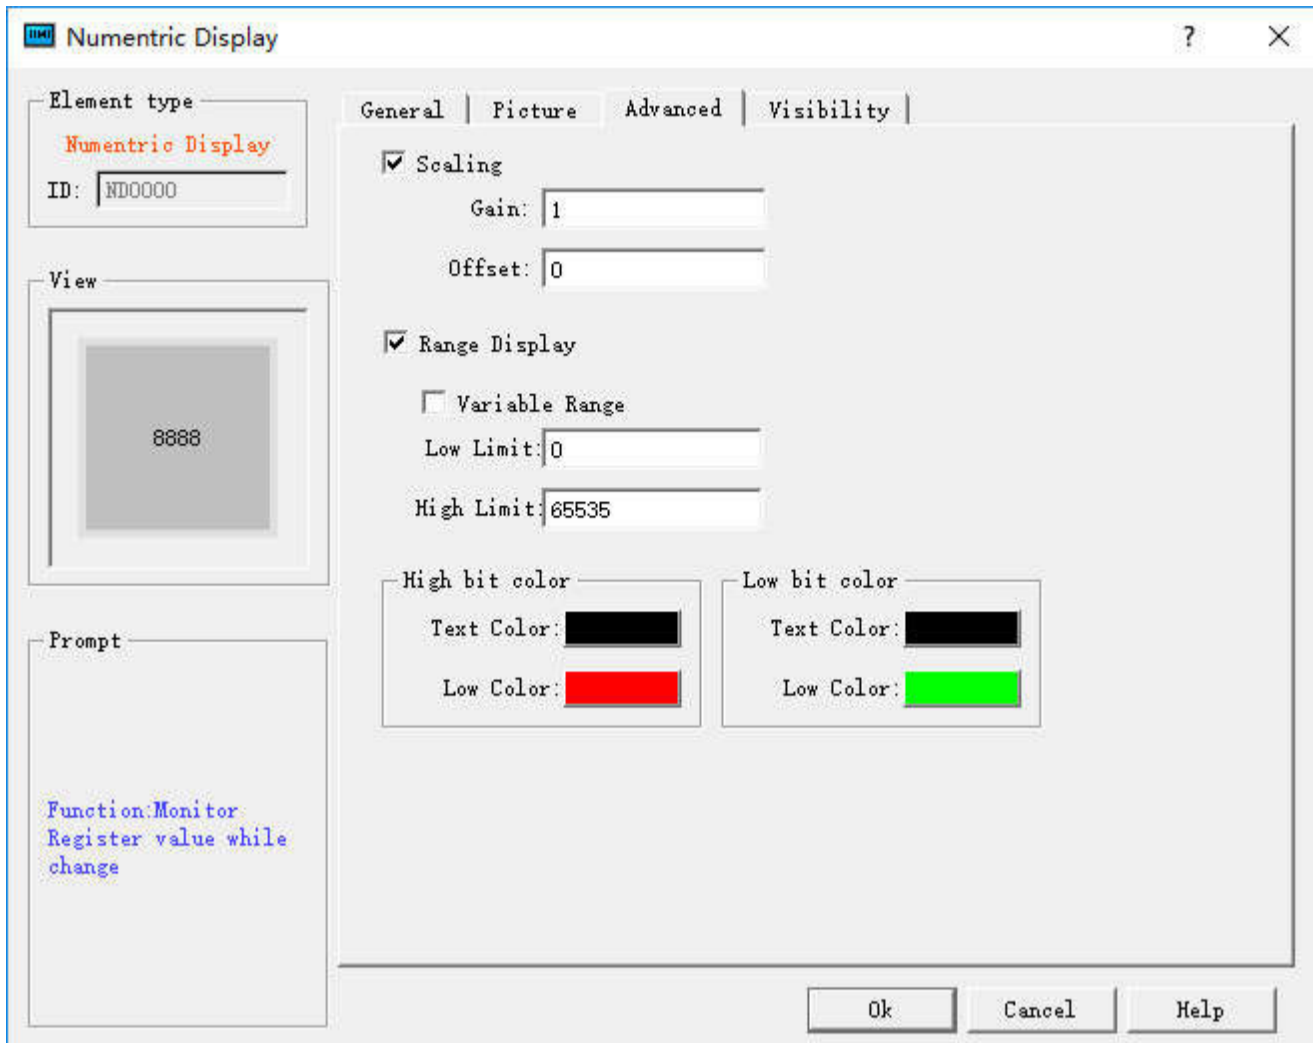 Numentric Display
? ×
Element type
Numentric Display
ID: ND0000
View
8888
Prompt
Function:Monitor
Register value while
change
General Picture Advanced Visibility
Scaling
Gain: 1
Offset: 0
Range Display
Variable Range
Low Limit: 0
High Limit: 65535
High bit color
Text Color:
Low Color:
Low bit color
Text Color:
Low Color:
Ok Cancel Help